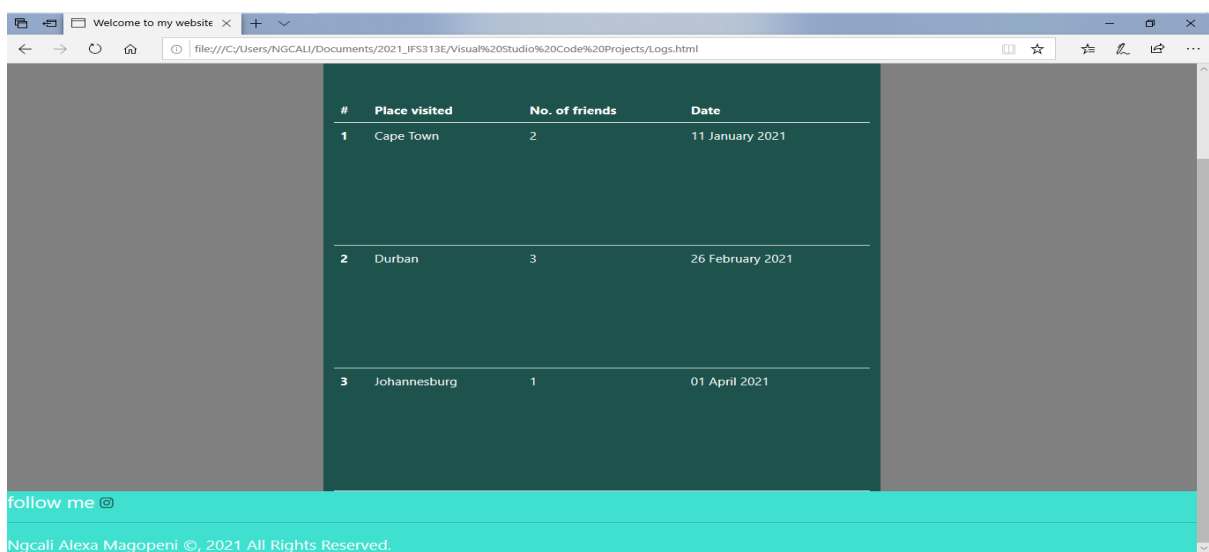 Welcome to my website
file:///C:/Users/NGCALI/Documents/2021_IFS313E/Visual%20Studio%20Code%20Projects/Logs.html
# Place visited No. of friends Date
1 Cape Town 2 11 January 2021
2 Durban 3 26 February 2021
3 Johannesburg 1 01 April 2021
follow me
Ngcali Alexa Magopeni ©, 2021 All Rights Reserved.